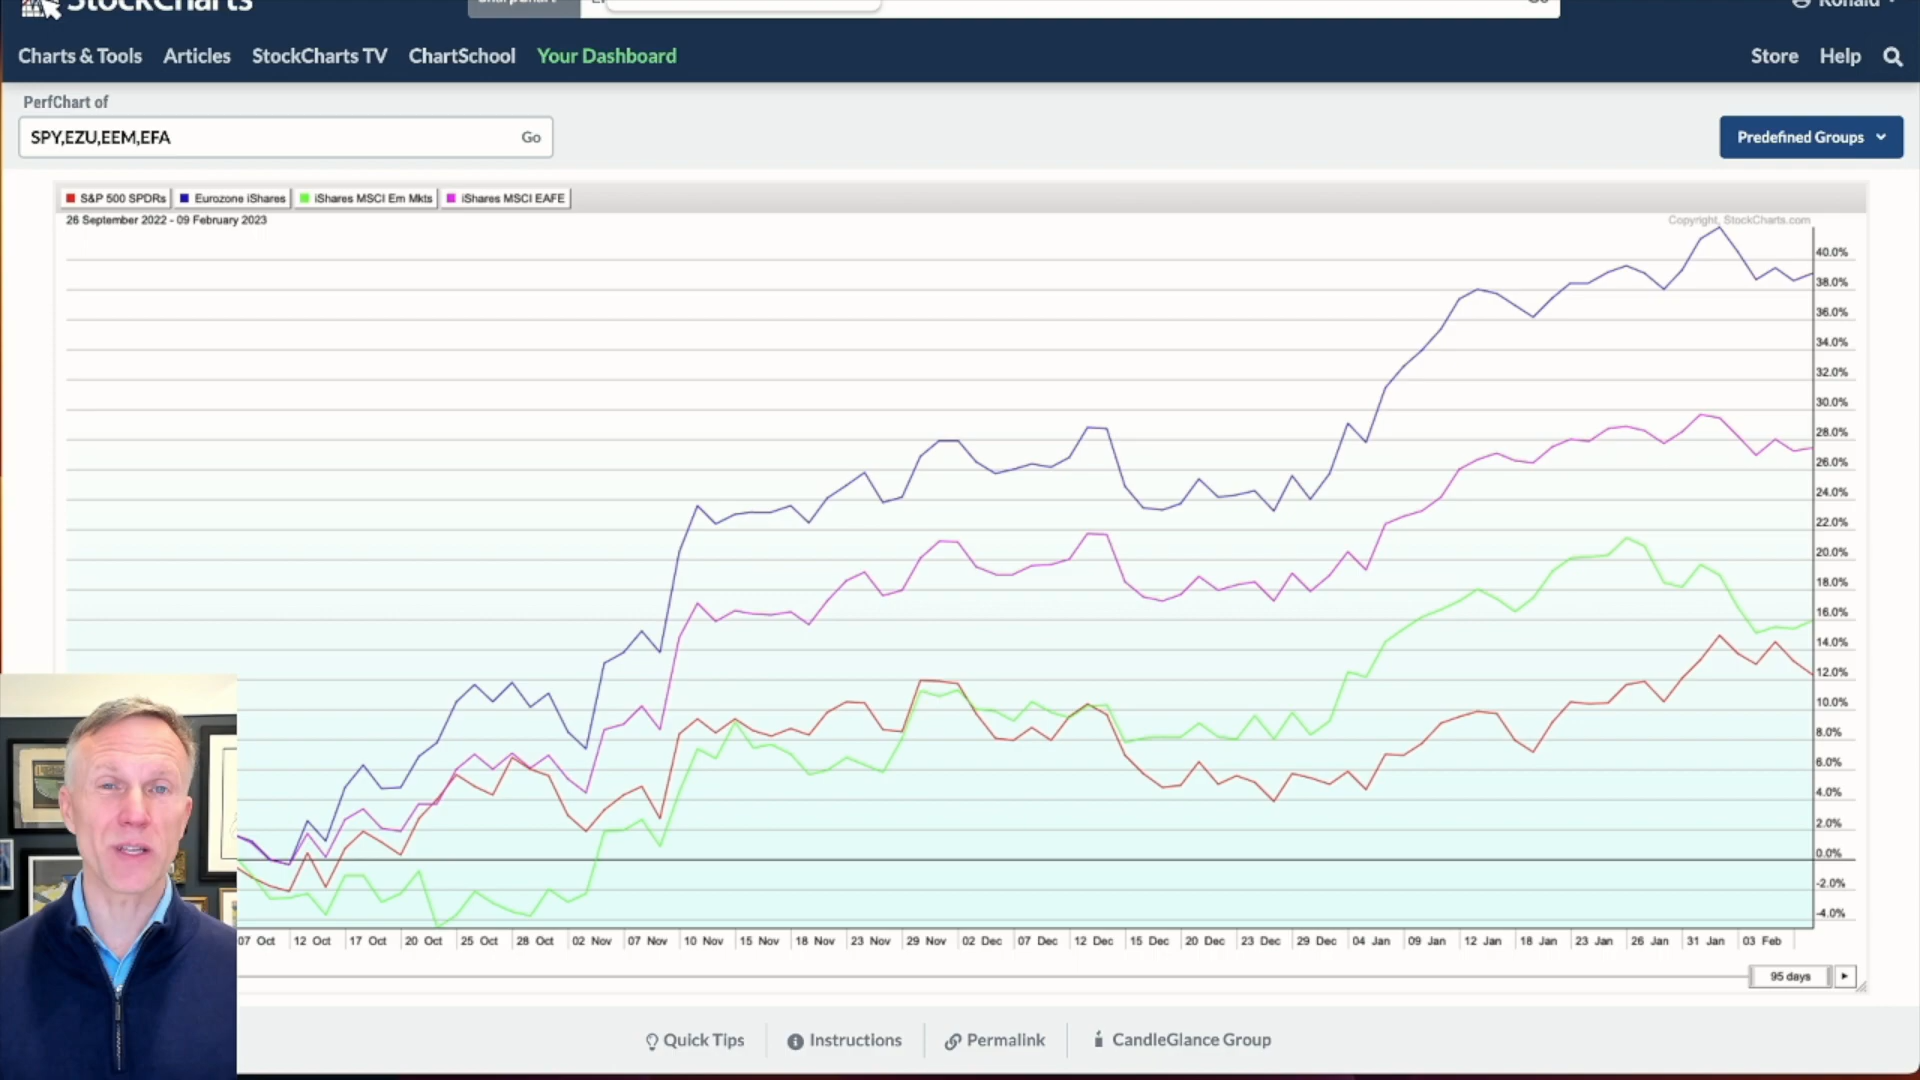 StockCharts
SharpChart
Go
Ronald
Charts & Tools Articles StockCharts TV ChartSchool Your Dashboard Store Help
PerfChart of
SPY,EZU,EEM,EFA Go
Predefined Groups
S&P 500 SPDRs Eurozone iShares iShares MSCI Em Mkts iShares MSCI EAFE
26 September 2022 - 09 February 2023
Copyright, StockCharts.com
40.0%
38.0%
36.0%
34.0%
32.0%
30.0%
28.0%
26.0%
24.0%
22.0%
20.0%
18.0%
16.0%
14.0%
12.0%
10.0%
8.0%
6.0%
4.0%
2.0%
0.0%
-2.0%
-4.0%
07 Oct 12 Oct 17 Oct 20 Oct 25 Oct 28 Oct 02 Nov 07 Nov 10 Nov 15 Nov 18 Nov 23 Nov 29 Nov 02 Dec 07 Dec 12 Dec 15 Dec 20 Dec 23 Dec 29 Dec 04 Jan 09 Jan 12 Jan 18 Jan 23 Jan 26 Jan 31 Jan 03 Feb
95 days
Quick Tips Instructions Permalink CandleGlance Group